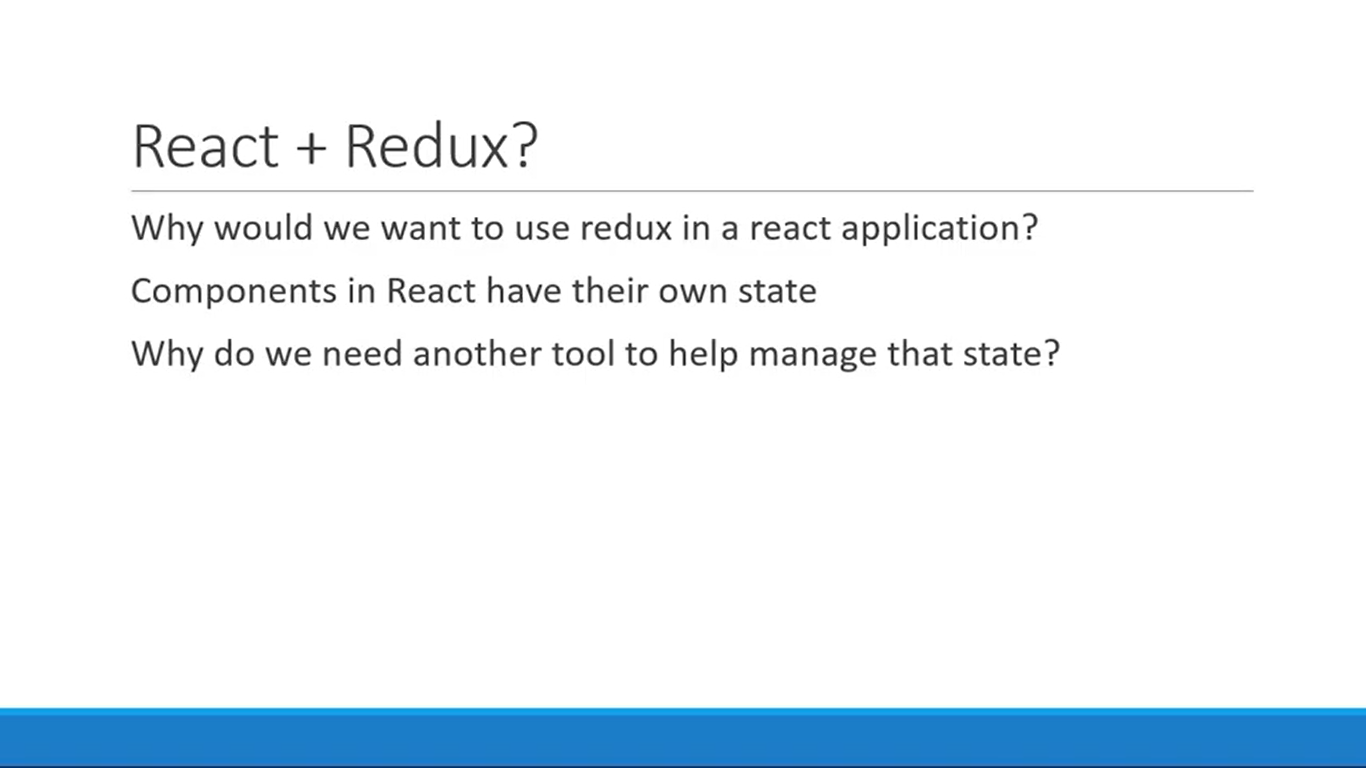 React + Redux?
Why would we want to use redux in a react application?
Components in React have their own state
Why do we need another tool to help manage that state?